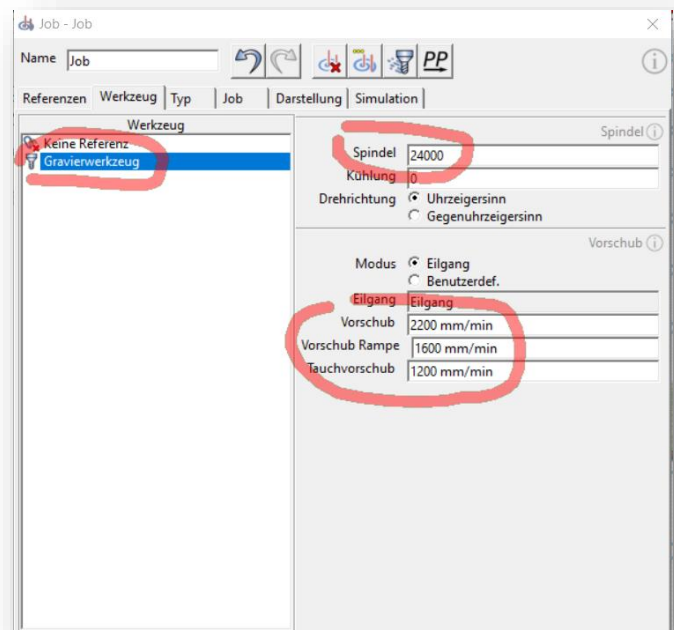 Job - Job
Name Job
PP
Referenzen Werkzeug Typ Job Darstellung Simulation
Werkzeug
Keine Referenz
Gravierwerkzeug
Spindel
Spindel 24000
Kühlung 0
Drehrichtung Uhrzeigersinn
Gegenuhrzeigersinn
Vorschub
Modus Eilgang
Benutzerdef.
Eilgang Eilgang
Vorschub 2200 mm/min
Vorschub Rampe 1600 mm/min
Tauchvorschub 1200 mm/min